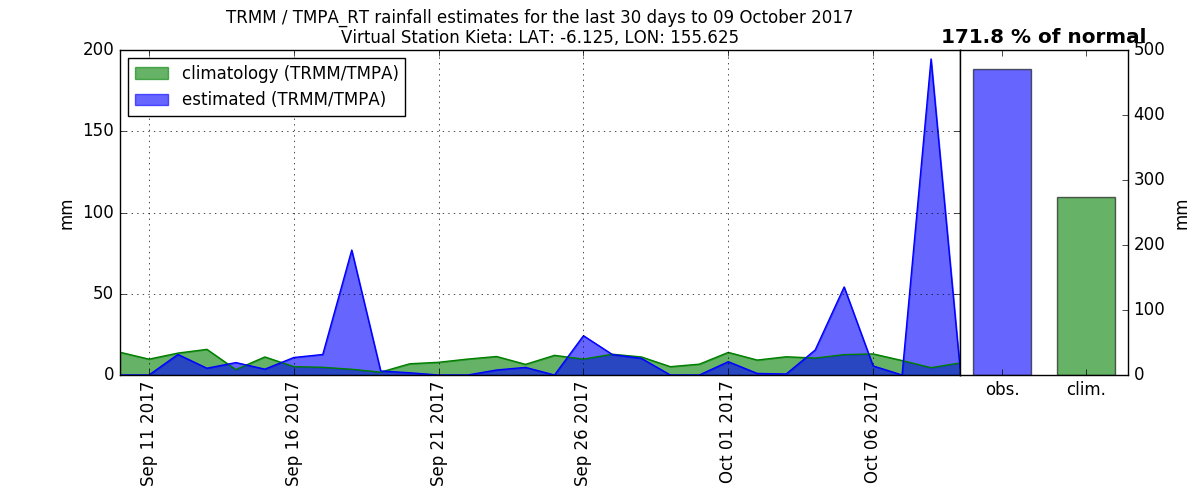 TRMM / TMPA_RT rainfall estimates for the last 30 days to 09 October 2017
Virtual Station Kieta: LAT: -6.125, LON: 155.625
171.8 % of normal
climatology (TRMM/TMPA)
estimated (TRMM/TMPA)
200
150
100
50
0
mm
500
400
300
200
100
0
mm
Sep 11 2017
Sep 16 2017
Sep 21 2017
Sep 26 2017
Oct 01 2017
Oct 06 2017
obs.
clim.